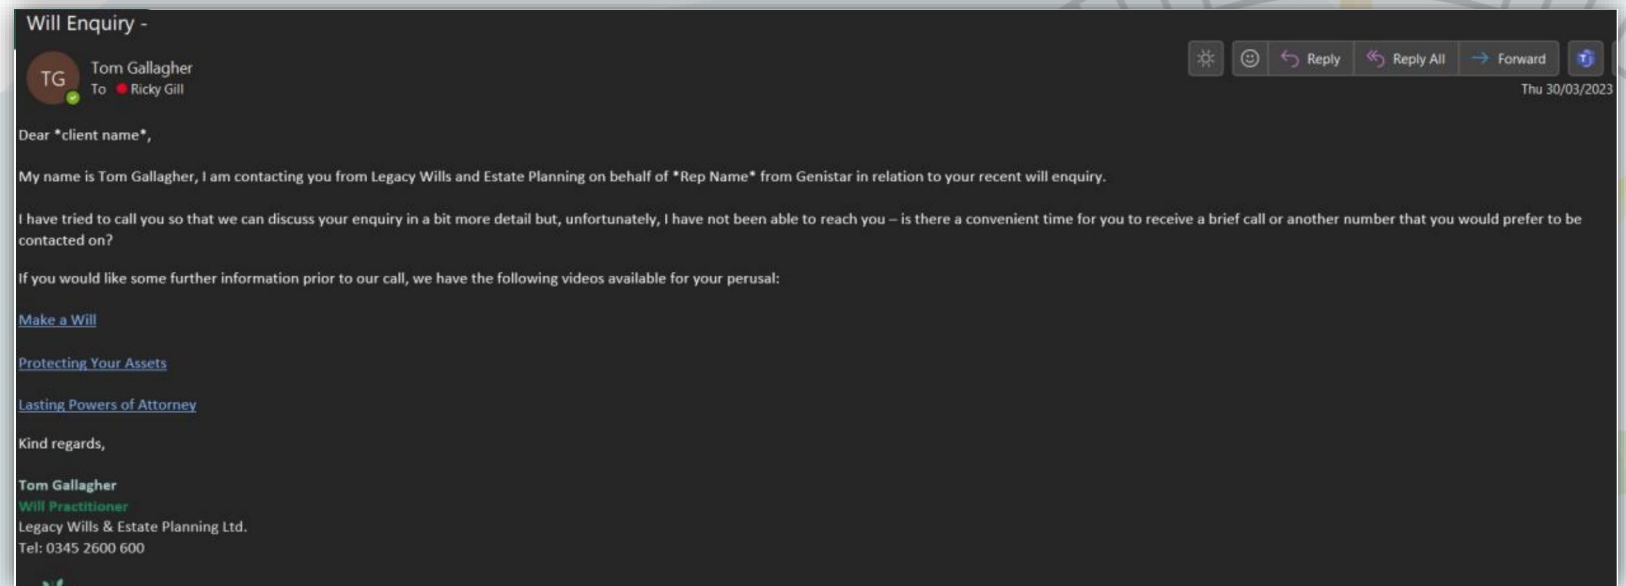 Will Enquiry -
TG
Tom Gallagher
To Ricky Gill
Reply
Reply All
Forward
Thu 30/03/2023
Dear *client name*,
My name is Tom Gallagher, I am contacting you from Legacy Wills and Estate Planning on behalf of *Rep Name* from Genistar in relation to your recent will enquiry.
I have tried to call you so that we can discuss your enquiry in a bit more detail but, unfortunately, I have not been able to reach you – is there a convenient time for you to receive a brief call or another number that you would prefer to be
contacted on?
If you would like some further information prior to our call, we have the following videos available for your perusal:
Make a Will
Protecting Your Assets
Lasting Powers of Attorney
Kind regards,
Tom Gallagher
Will Practitioner
Legacy Wills & Estate Planning Ltd.
Tel: 0345 2600 600